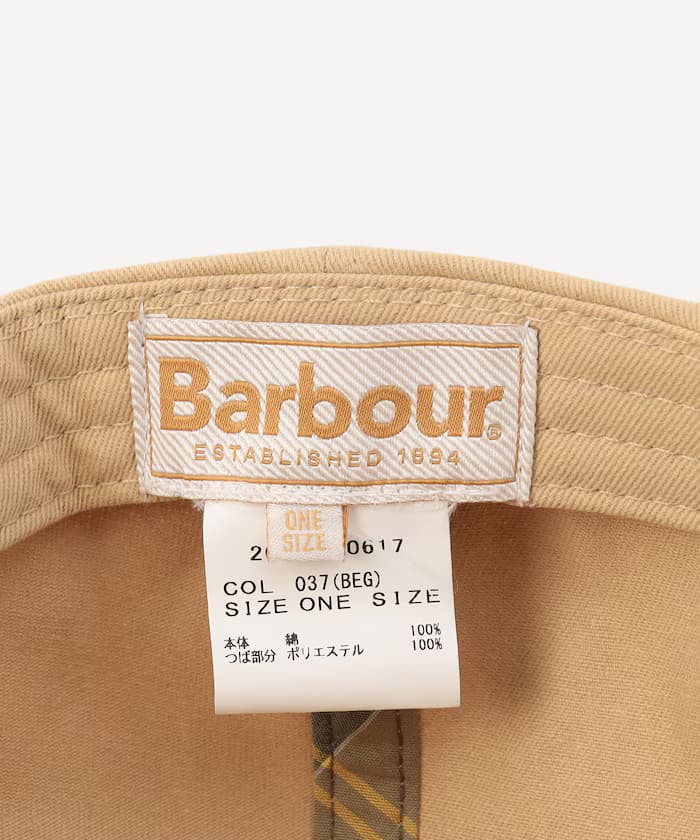 Barbour®
ESTABLISHED 1894
ONE
SIZE
0617
COL 037(BEG)
SIZE ONE SIZE
本体 綿 100%
つば部分 ポリエステル 100%